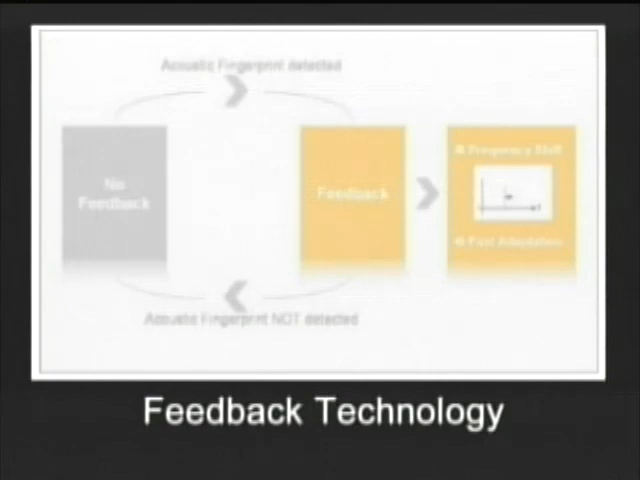 Acoustic Fingerprint detected
No
Feedback
Feedback
Frequency Shift
Fast Adaptation
Acoustic Fingerprint NOT detected
Feedback Technology